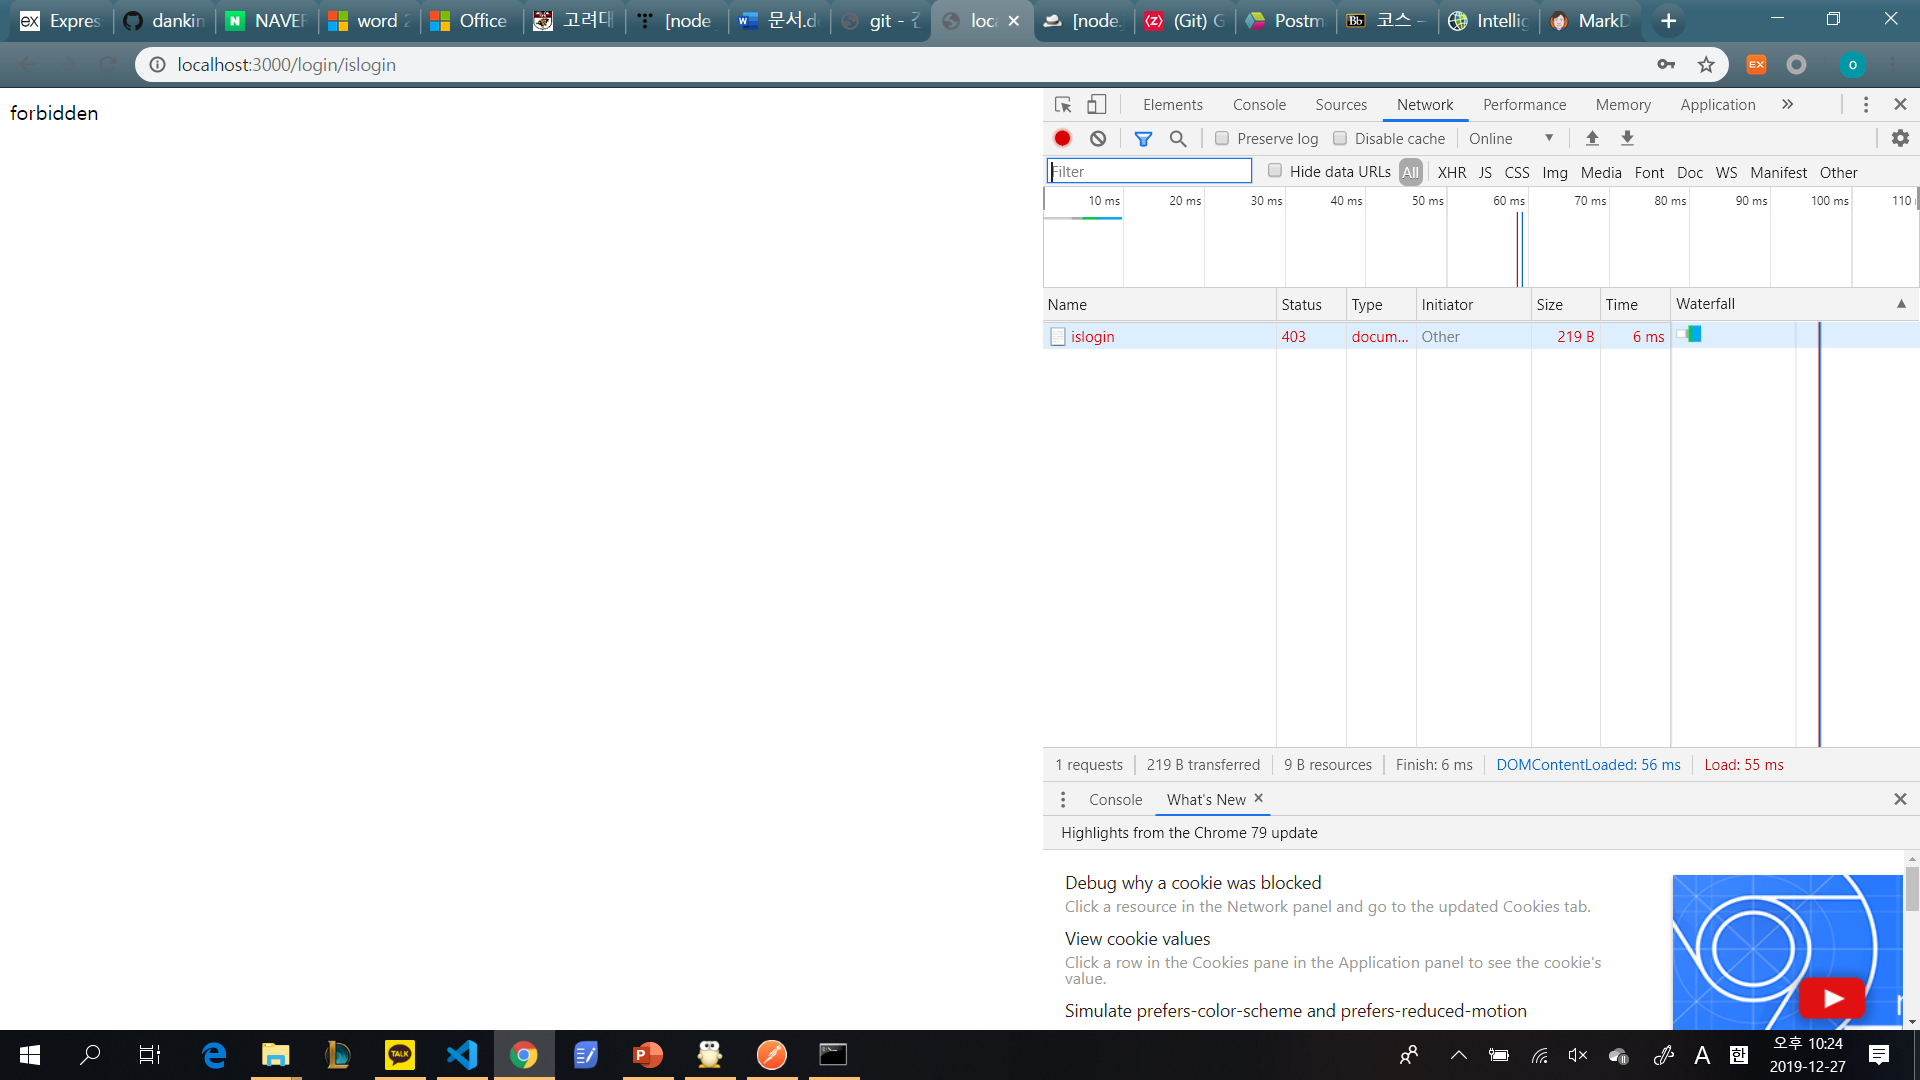 Expres
dankin
NAVER
word 2
Office
고려대
[node
문서.do
git - 구
loca
[node.
(Git) G
Postm
Bb 코스 –
Intellig
MarkD
localhost:3000/login/islogin
forbidden
Elements Console Sources Network Performance Memory Application
Preserve log Disable cache Online
Filter Hide data URLs All XHR JS CSS Img Media Font Doc WS Manifest Other
10 ms 20 ms 30 ms 40 ms 50 ms 60 ms 70 ms 80 ms 90 ms 100 ms 110
Name Status Type Initiator Size Time Waterfall
islogin 403 docum... Other 219 B 6 ms
1 requests 219 B transferred 9 B resources Finish: 6 ms DOMContentLoaded: 56 ms Load: 55 ms
Console What's New
Highlights from the Chrome 79 update
Debug why a cookie was blocked
Click a resource in the Network panel and go to the updated Cookies tab.
View cookie values
Click a row in the Cookies pane in the Application panel to see the cookie's
value.
Simulate prefers-color-scheme and prefers-reduced-motion
TALK
A 한 오후 10:24
2019-12-27